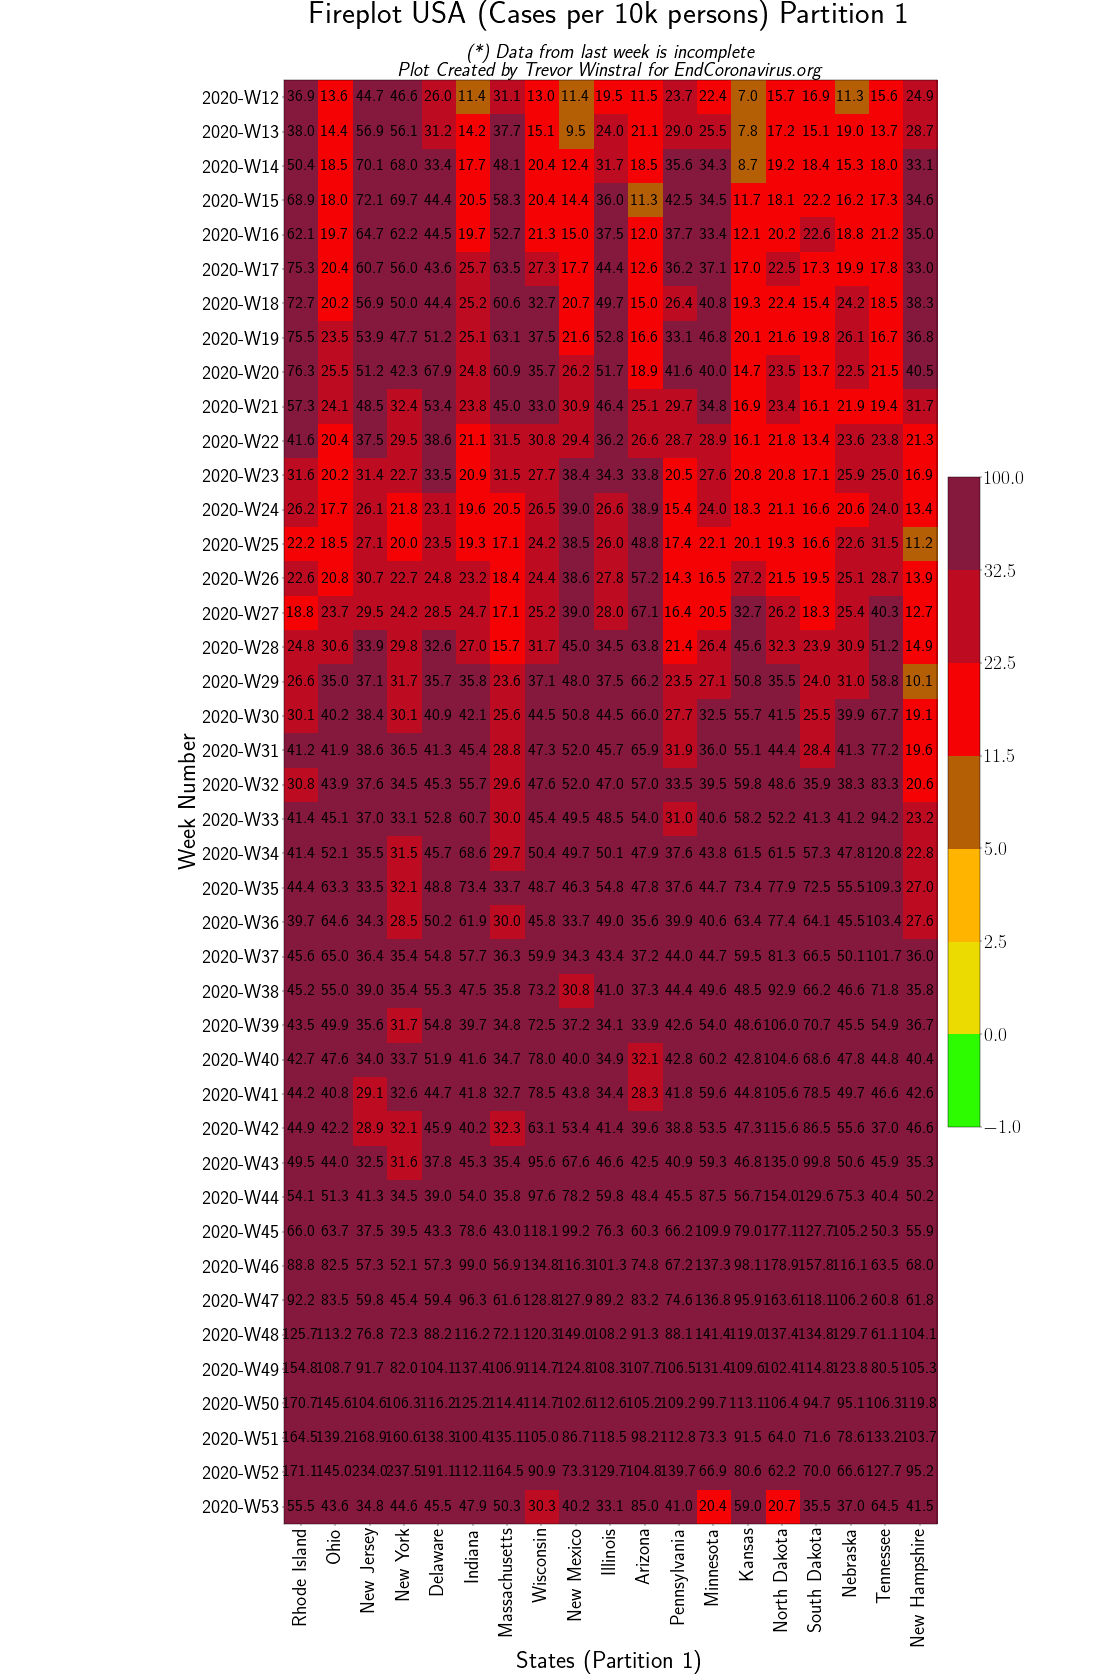 Fireplot USA (Cases per 10k persons) Partition 1
(*) Data from last week is incomplete
Plot Created by Trevor Winstral for EndCoronavirus.org
2020-W12 36.9 13.6 44.7 46.6 26.0 11.4 31.1 13.0 11.4 19.5 11.5 23.7 22.4 7.0 15.7 16.9 11.3 15.6 24.9
2020-W13 38.0 14.4 56.9 56.1 31.2 14.2 37.7 15.1 9.5 24.0 21.1 29.0 25.5 7.8 17.2 15.1 19.0 13.7 28.7
2020-W14 50.4 18.5 70.1 68.0 33.4 17.7 48.1 20.4 12.4 31.7 18.5 35.6 34.3 8.7 19.2 18.4 15.3 18.0 33.1
2020-W15 68.9 18.0 72.1 69.7 44.4 20.5 58.3 20.4 14.4 36.0 11.3 42.5 34.5 11.7 18.1 22.2 16.2 17.3 34.6
2020-W16 62.1 19.7 64.7 62.2 44.5 19.7 52.7 21.3 15.0 37.5 12.0 37.7 33.4 12.1 20.2 22.6 18.8 21.2 35.0
2020-W17 75.3 20.4 60.7 56.0 43.6 25.7 63.5 27.3 17.7 44.4 12.6 36.2 37.1 17.0 22.5 17.3 19.9 17.8 33.0
2020-W18 72.7 20.2 56.9 50.0 44.4 25.2 60.6 32.7 20.7 49.7 15.0 26.4 40.8 19.3 22.4 15.4 24.2 18.5 38.3
2020-W19 75.5 23.5 53.9 47.7 51.2 25.1 63.1 37.5 21.6 52.8 16.6 33.1 46.8 20.1 21.6 19.8 26.1 16.7 36.8
2020-W20 76.3 25.5 51.2 42.3 67.9 24.8 60.9 35.7 26.2 51.7 18.9 41.6 40.0 14.7 23.5 13.7 22.5 21.5 40.5
2020-W21 57.3 24.1 48.5 32.4 53.4 23.8 45.0 33.0 30.9 46.4 25.1 29.7 34.8 16.9 23.4 16.1 21.9 19.4 31.7
2020-W22 41.6 20.4 37.5 29.5 38.6 21.1 31.5 30.8 29.4 36.2 26.6 28.7 28.9 16.1 21.8 13.4 23.6 23.8 21.3
2020-W23 31.6 20.2 31.4 22.7 33.5 20.9 31.5 27.7 38.4 34.3 33.8 20.5 27.6 20.8 20.8 17.1 25.9 25.0 16.9
2020-W24 26.2 17.7 26.1 21.8 23.1 19.6 20.5 26.5 39.0 26.6 38.9 15.4 24.0 18.3 21.1 16.6 20.6 24.0 13.4
2020-W25 22.2 18.5 27.1 20.0 23.5 19.3 17.1 24.2 38.5 26.0 48.8 17.4 22.1 20.1 19.3 16.6 22.6 31.5 11.2
2020-W26 22.6 20.8 30.7 22.7 24.8 23.2 18.4 24.4 38.6 27.8 57.2 14.3 16.5 27.2 21.5 19.5 25.1 28.7 13.9
2020-W27 18.8 23.7 29.5 24.2 28.5 24.7 17.1 25.2 39.0 28.0 67.1 16.4 20.5 32.7 26.2 18.3 25.4 40.3 12.7
2020-W28 24.8 30.6 33.9 29.8 32.6 27.0 15.7 31.7 45.0 34.5 63.8 21.4 26.4 45.6 32.3 23.9 30.9 51.2 14.9
2020-W29 26.6 35.0 37.1 31.7 35.7 35.8 23.6 37.1 48.0 37.5 66.2 23.5 27.1 50.8 35.5 24.0 31.0 58.8 10.1
2020-W30 30.1 40.2 38.4 30.1 40.9 42.1 25.6 44.5 50.8 44.5 66.0 27.7 32.5 55.7 41.5 25.5 39.9 67.7 19.1
2020-W31 41.2 41.9 38.6 36.5 41.3 45.4 28.8 47.3 52.0 45.7 65.9 31.9 36.0 55.1 44.4 28.4 41.3 77.2 19.6
2020-W32 30.8 43.9 37.6 34.5 45.3 55.7 29.6 47.6 52.0 47.0 57.0 33.5 39.5 59.8 48.6 35.9 38.3 83.3 20.6
2020-W33 41.4 45.1 37.0 33.1 52.8 60.7 30.0 45.4 49.5 48.5 54.0 31.0 40.6 58.2 52.2 41.3 41.2 94.2 23.2
2020-W34 41.4 52.1 35.5 31.5 45.7 68.6 29.7 50.4 49.7 50.1 47.9 37.6 43.8 61.5 61.5 57.3 47.8 120.8 22.8
2020-W35 44.4 63.3 33.5 32.1 48.8 73.4 33.7 48.7 46.3 54.8 47.8 37.6 44.7 73.4 77.9 72.5 55.5 109.3 27.0
2020-W36 39.7 64.6 34.3 28.5 50.2 61.9 30.0 45.8 33.7 49.0 35.6 39.9 40.6 63.4 77.4 64.1 45.5 103.4 27.6
2020-W37 45.6 65.0 36.4 35.4 54.8 57.7 36.3 59.9 34.3 43.4 37.2 44.0 44.7 59.5 81.3 66.5 50.1 101.7 36.0
2020-W38 45.2 55.0 39.0 35.4 55.3 47.5 35.8 73.2 30.8 41.0 37.3 44.4 49.6 48.5 92.9 66.2 46.6 71.8 35.8
2020-W39 43.5 49.9 35.6 31.7 54.8 39.7 34.8 72.5 37.2 34.1 33.9 42.6 54.0 48.6 106.0 70.7 45.5 54.9 36.7
2020-W40 42.7 47.6 34.0 33.7 51.9 41.6 34.7 78.0 40.0 34.9 32.1 42.8 60.2 42.8 104.6 68.6 47.8 44.8 40.4
2020-W41 44.2 40.8 29.1 32.6 44.7 41.8 32.7 78.5 43.8 34.4 28.3 41.8 59.6 44.8 105.6 78.5 49.7 46.6 42.6
2020-W42 44.9 42.2 28.9 32.1 45.9 40.2 32.3 63.1 53.4 41.4 39.6 38.8 53.5 47.3 115.6 86.5 55.6 37.0 46.6
2020-W43 49.5 44.0 32.5 31.6 37.8 45.3 35.4 95.6 67.6 46.6 42.5 40.9 59.3 46.8 135.0 99.8 50.6 45.9 35.3
2020-W44 54.1 51.3 41.3 34.5 39.0 54.0 35.8 97.6 78.2 59.8 48.4 45.5 87.5 56.7 154.0 129.6 75.3 40.4 50.2
2020-W45 66.0 63.7 37.5 39.5 43.3 78.6 43.0 118.1 99.2 76.3 60.3 66.2 109.9 79.0 177.1 127.7 105.2 50.3 55.9
2020-W46 88.8 82.5 57.3 52.1 57.3 99.0 56.9 134.8 116.3 101.3 74.8 67.2 137.3 98.1 178.9 157.8 116.1 63.5 68.0
2020-W47 92.2 83.5 59.8 45.4 59.4 96.3 61.6 128.8 127.9 89.2 83.2 74.6 136.8 95.9 163.6 118.1 106.2 60.8 61.8
2020-W48 125.7 113.2 76.8 72.3 88.2 116.2 72.1 120.3 149.0 108.2 91.3 88.1 141.4 119.0 137.4 134.8 129.7 61.1 104.1
2020-W49 154.8 108.7 91.7 82.0 104.1 137.4 106.9 114.7 124.8 108.3 107.7 106.5 131.4 109.6 102.4 114.8 123.8 80.5 105.3
2020-W50 170.7 145.6 104.6 106.3 116.2 125.2 114.4 114.7 102.6 112.6 105.2 109.2 99.7 113.1 106.4 94.7 95.1 106.3 119.8
2020-W51 164.5 139.2 168.9 160.6 138.3 100.4 135.1 105.0 86.7 118.5 98.2 112.8 73.3 91.5 64.0 71.6 78.6 133.2 103.7
2020-W52 171.1 145.0 234.0 237.5 191.1 112.1 164.5 90.9 73.3 129.7 104.8 139.7 66.9 80.6 62.2 70.0 66.6 127.7 95.2
2020-W53 55.5 43.6 34.8 44.6 45.5 47.9 50.3 30.3 40.2 33.1 85.0 41.0 20.4 59.0 20.7 35.5 37.0 64.5 41.5
Week Number
Rhode Island
Ohio
New Jersey
New York
Delaware
Indiana
Massachusetts
Wisconsin
New Mexico
Illinois
Arizona
Pennsylvania
Minnesota
Kansas
North Dakota
South Dakota
Nebraska
Tennessee
New Hampshire
States (Partition 1)
100.0
32.5
22.5
11.5
5.0
2.5
0.0
−1.0